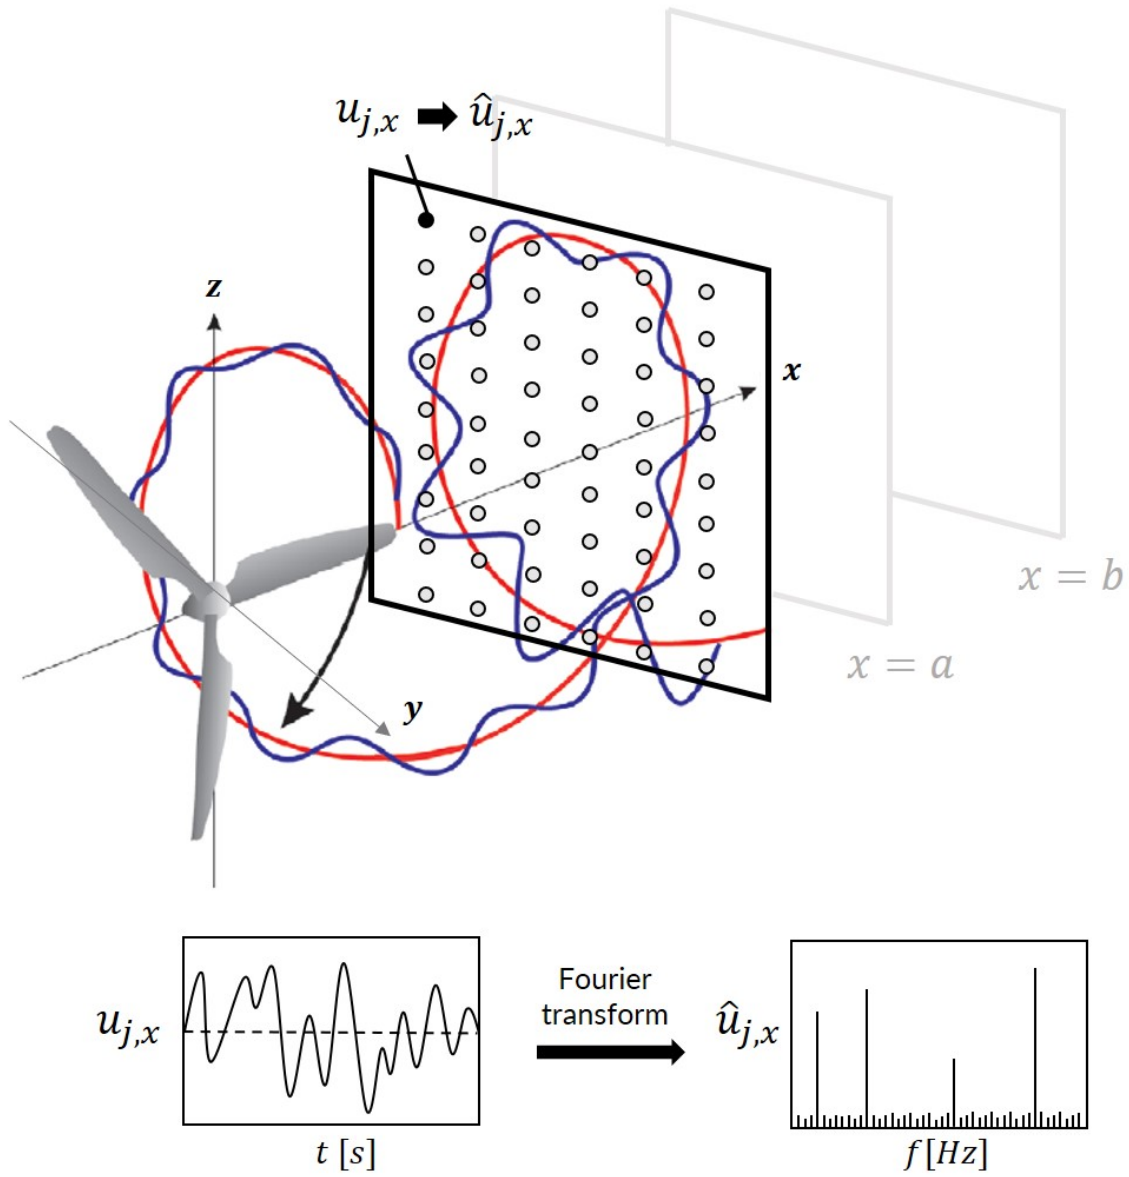 u_{j,x} ➡ û_{j,x}
z
x
x = b
x = a
y
u_{j,x}
Fourier
transform
û_{j,x}
t [s]
f [Hz]